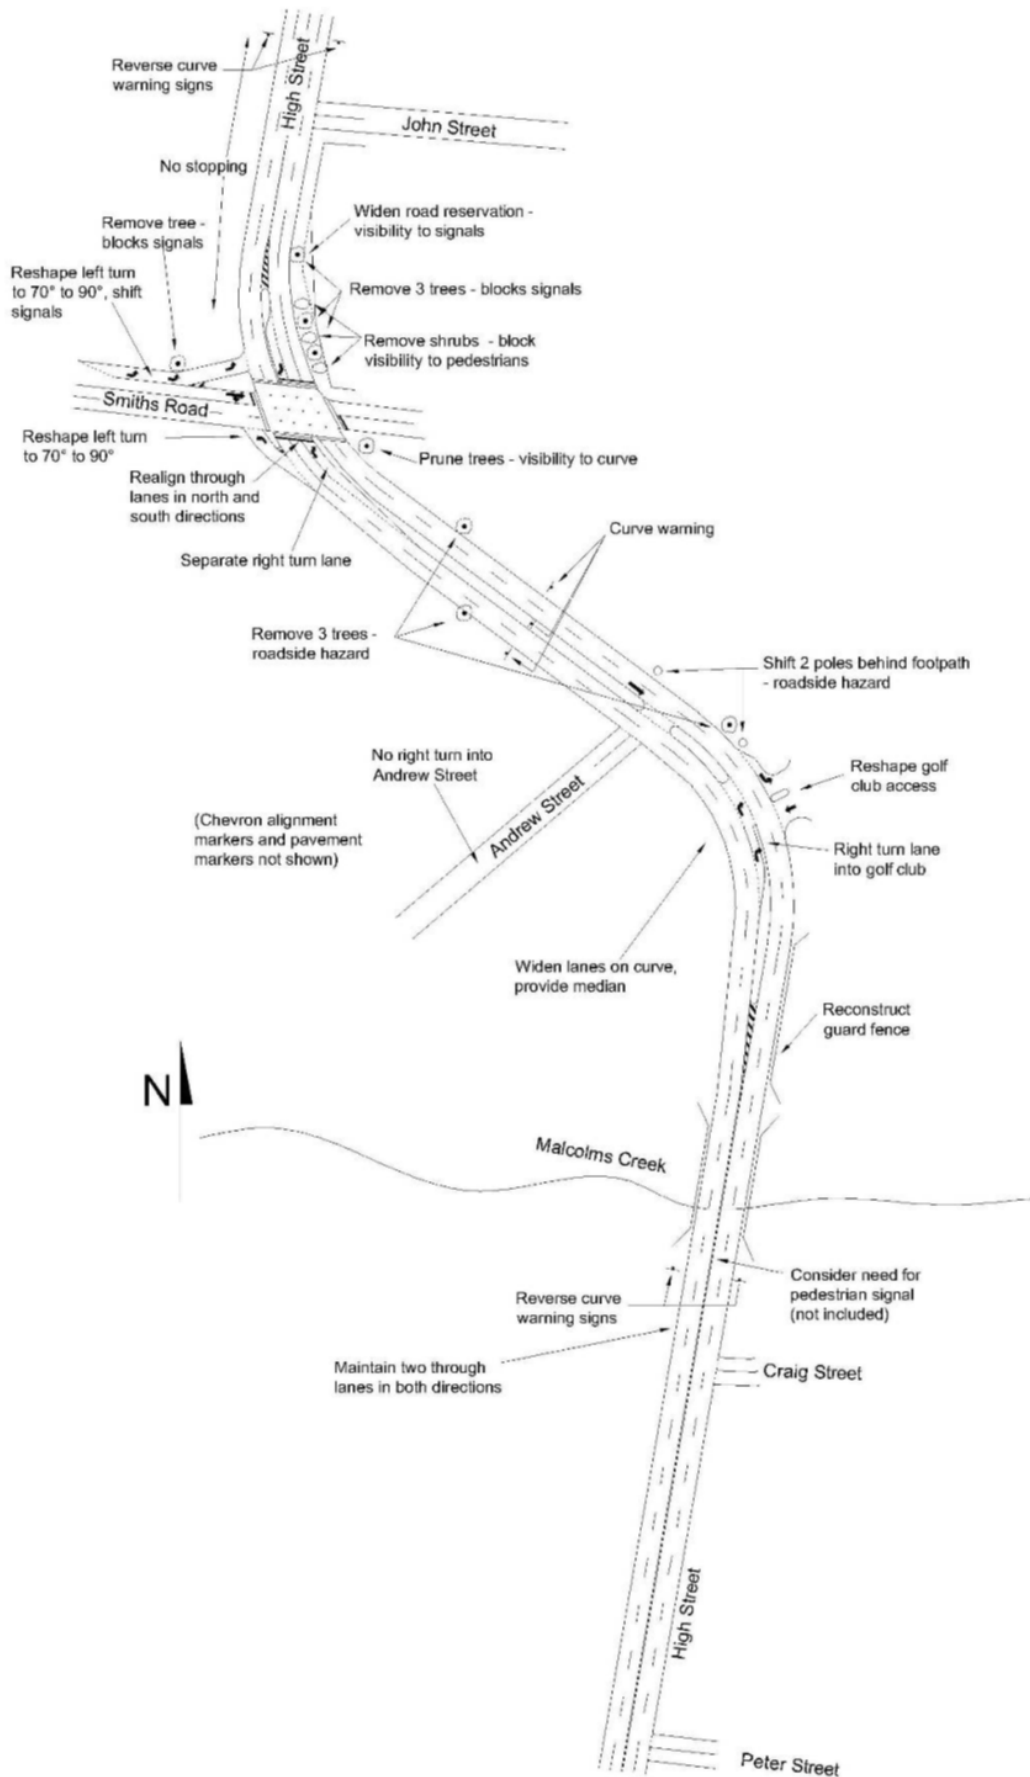 High Street
Reverse curve
warning signs
John Street
No stopping
Widen road reservation -
visibility to signals
Remove tree -
blocks signals
Reshape left turn
to 70° to 90°, shift
signals
Remove 3 trees - blocks signals
Remove shrubs - block
visibility to pedestrians
Smiths Road
Reshape left turn
to 70° to 90°
Prune trees - visibility to curve
Realign through
lanes in north and
south directions
Curve warning
Separate right turn lane
Remove 3 trees -
roadside hazard
Shift 2 poles behind footpath
- roadside hazard
No right turn into
Andrew Street
Andrew Street
Reshape golf
club access
(Chevron alignment
markers and pavement
markers not shown)
Right turn lane
into golf club
Widen lanes on curve,
provide median
Reconstruct
guard fence
N
Malcolms Creek
Consider need for
pedestrian signal
(not included)
Reverse curve
warning signs
Maintain two through
lanes in both directions
Craig Street
High Street
Peter Street